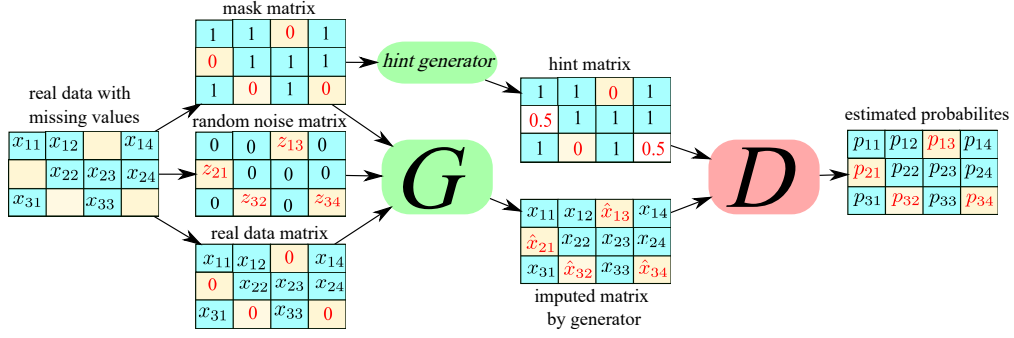 real data with
missing values
x₁₁ x₁₂ x₁₄
x₂₂ x₂₃ x₂₄
x₃₁ x₃₃
mask matrix
1 1 0 1
0 1 1 1
1 0 1 0
random noise matrix
0 0 z₁₃ 0
z₂₁ 0 0 0
0 z₃₂ 0 z₃₄
real data matrix
x₁₁ x₁₂ 0 x₁₄
0 x₂₂ x₂₃ x₂₄
x₃₁ 0 x₃₃ 0
hint generator
G
hint matrix
1 1 0 1
0.5 1 1 1
1 0 1 0.5
x₁₁ x₁₂ x̂₁₃ x₁₄
x̂₂₁ x₂₂ x₂₃ x₂₄
x₃₁ x̂₃₂ x₃₃ x̂₃₄
imputed matrix
by generator
D
estimated probabilites
p₁₁ p₁₂ p₁₃ p₁₄
p₂₁ p₂₂ p₂₃ p₂₄
p₃₁ p₃₂ p₃₃ p₃₄